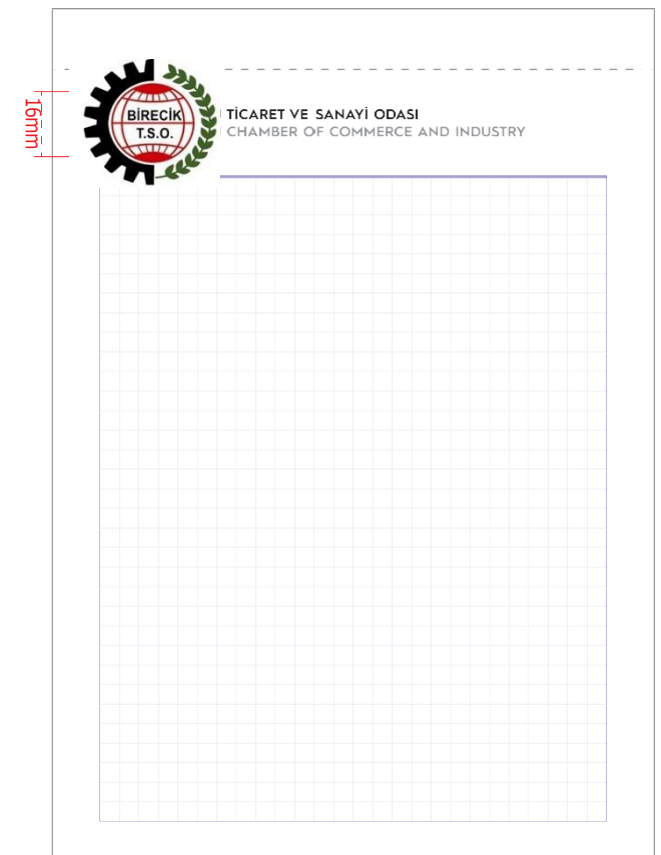 16mm
BİRECİK
T.S.O.
TİCARET VE SANAYİ ODASI
CHAMBER OF COMMERCE AND INDUSTRY